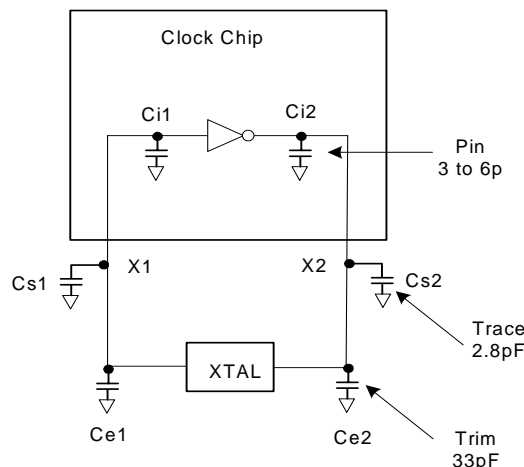 Clock Chip
Ci1
Ci2
Pin
3 to 6p
Cs1
X1
X2
Cs2
Trace
2.8pF
XTAL
Ce1
Ce2
Trim
33pF